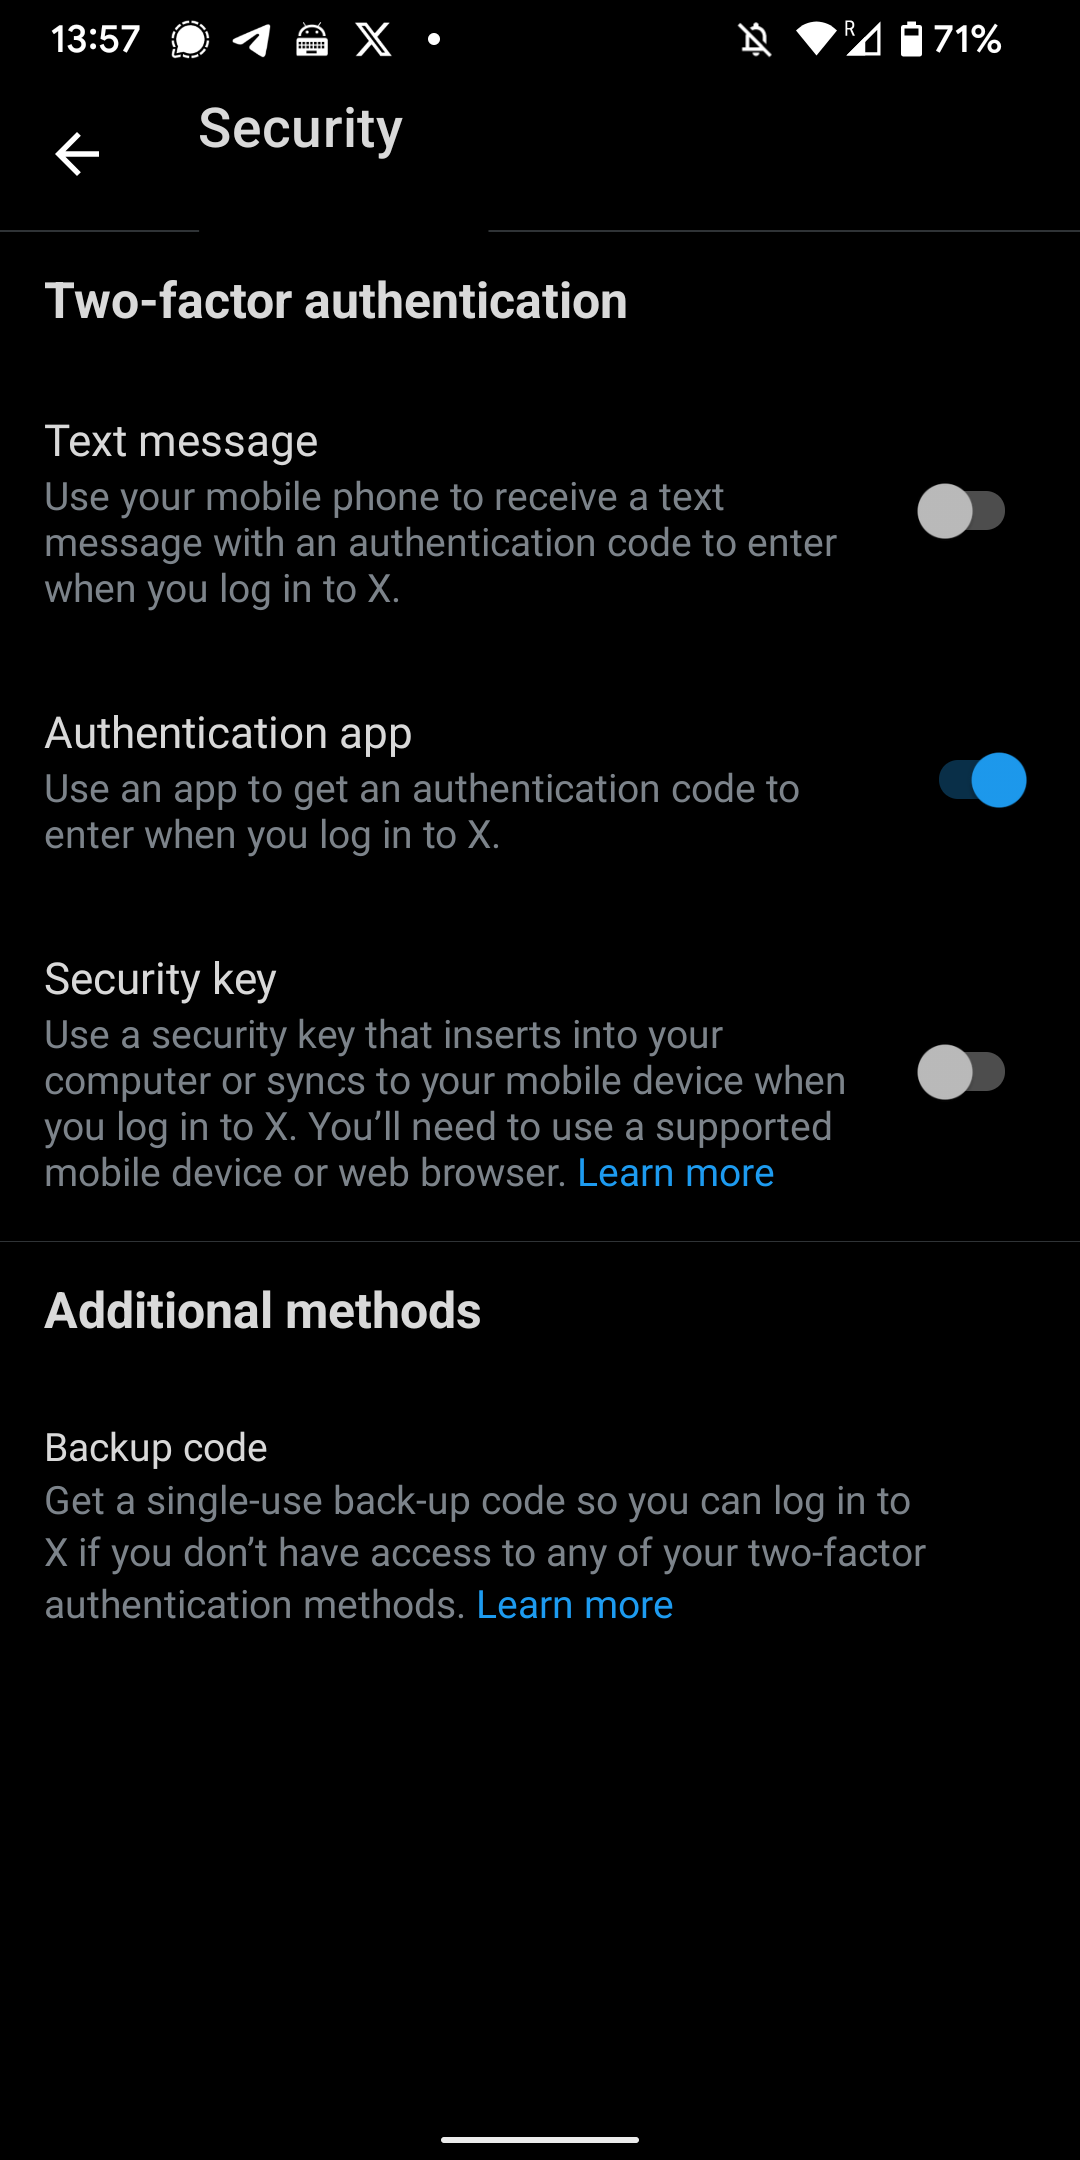 13:57 R 71%
Security
Two-factor authentication
Text message
Use your mobile phone to receive a text
message with an authentication code to enter
when you log in to X.
Authentication app
Use an app to get an authentication code to
enter when you log in to X.
Security key
Use a security key that inserts into your
computer or syncs to your mobile device when
you log in to X. You’ll need to use a supported
mobile device or web browser. Learn more
Additional methods
Backup code
Get a single-use back-up code so you can log in to
X if you don’t have access to any of your two-factor
authentication methods. Learn more